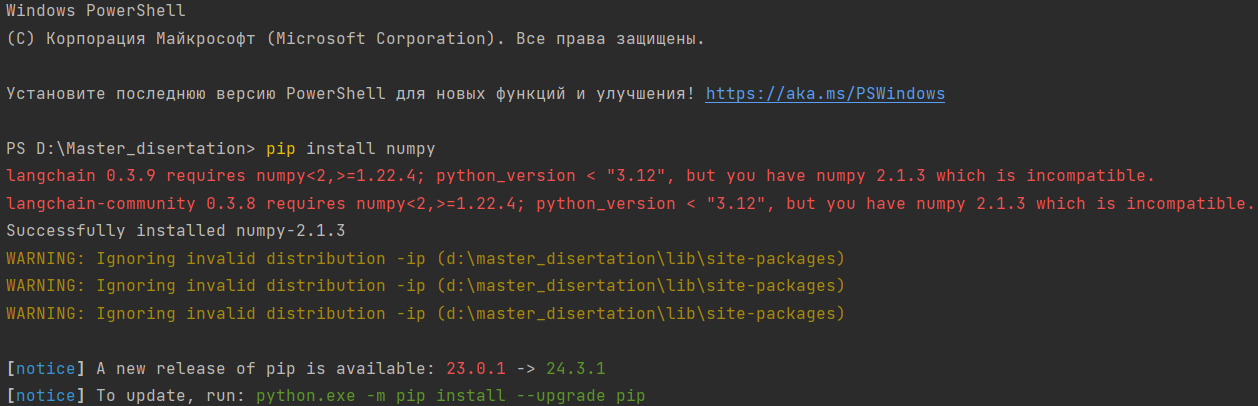 Windows PowerShell
(C) Корпорация Майкрософт (Microsoft Corporation). Все права защищены.
Установите последнюю версию PowerShell для новых функций и улучшения! https://aka.ms/PSWindows
PS D:\Master_disertation> pip install numpy
langchain 0.3.9 requires numpy<2,>=1.22.4; python_version < "3.12", but you have numpy 2.1.3 which is incompatible.
langchain-community 0.3.8 requires numpy<2,>=1.22.4; python_version < "3.12", but you have numpy 2.1.3 which is incompatible.
Successfully installed numpy-2.1.3
WARNING: Ignoring invalid distribution -ip (d:\master_disertation\lib\site-packages)
WARNING: Ignoring invalid distribution -ip (d:\master_disertation\lib\site-packages)
WARNING: Ignoring invalid distribution -ip (d:\master_disertation\lib\site-packages)
[notice] A new release of pip is available: 23.0.1 -> 24.3.1
[notice] To update, run: python.exe -m pip install --upgrade pip